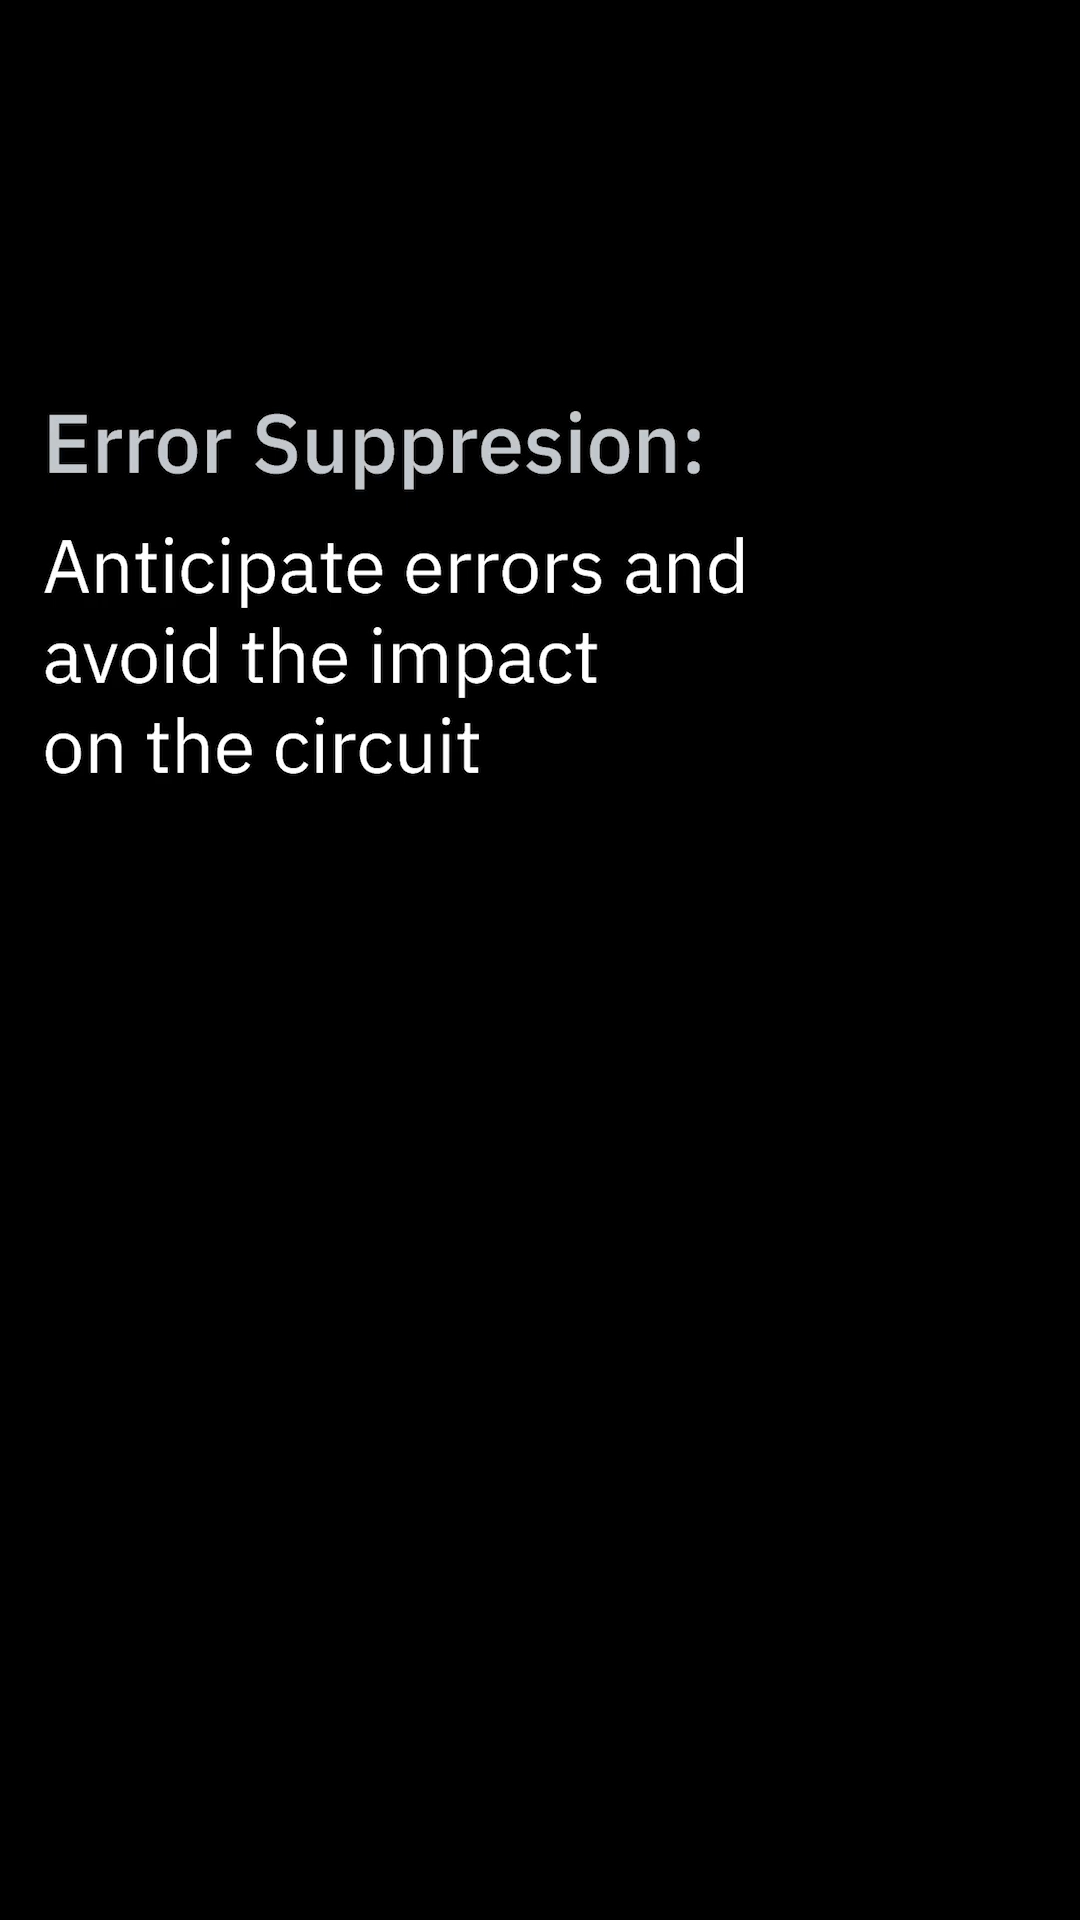 Error Suppresion:
Anticipate errors and
avoid the impact
on the circuit